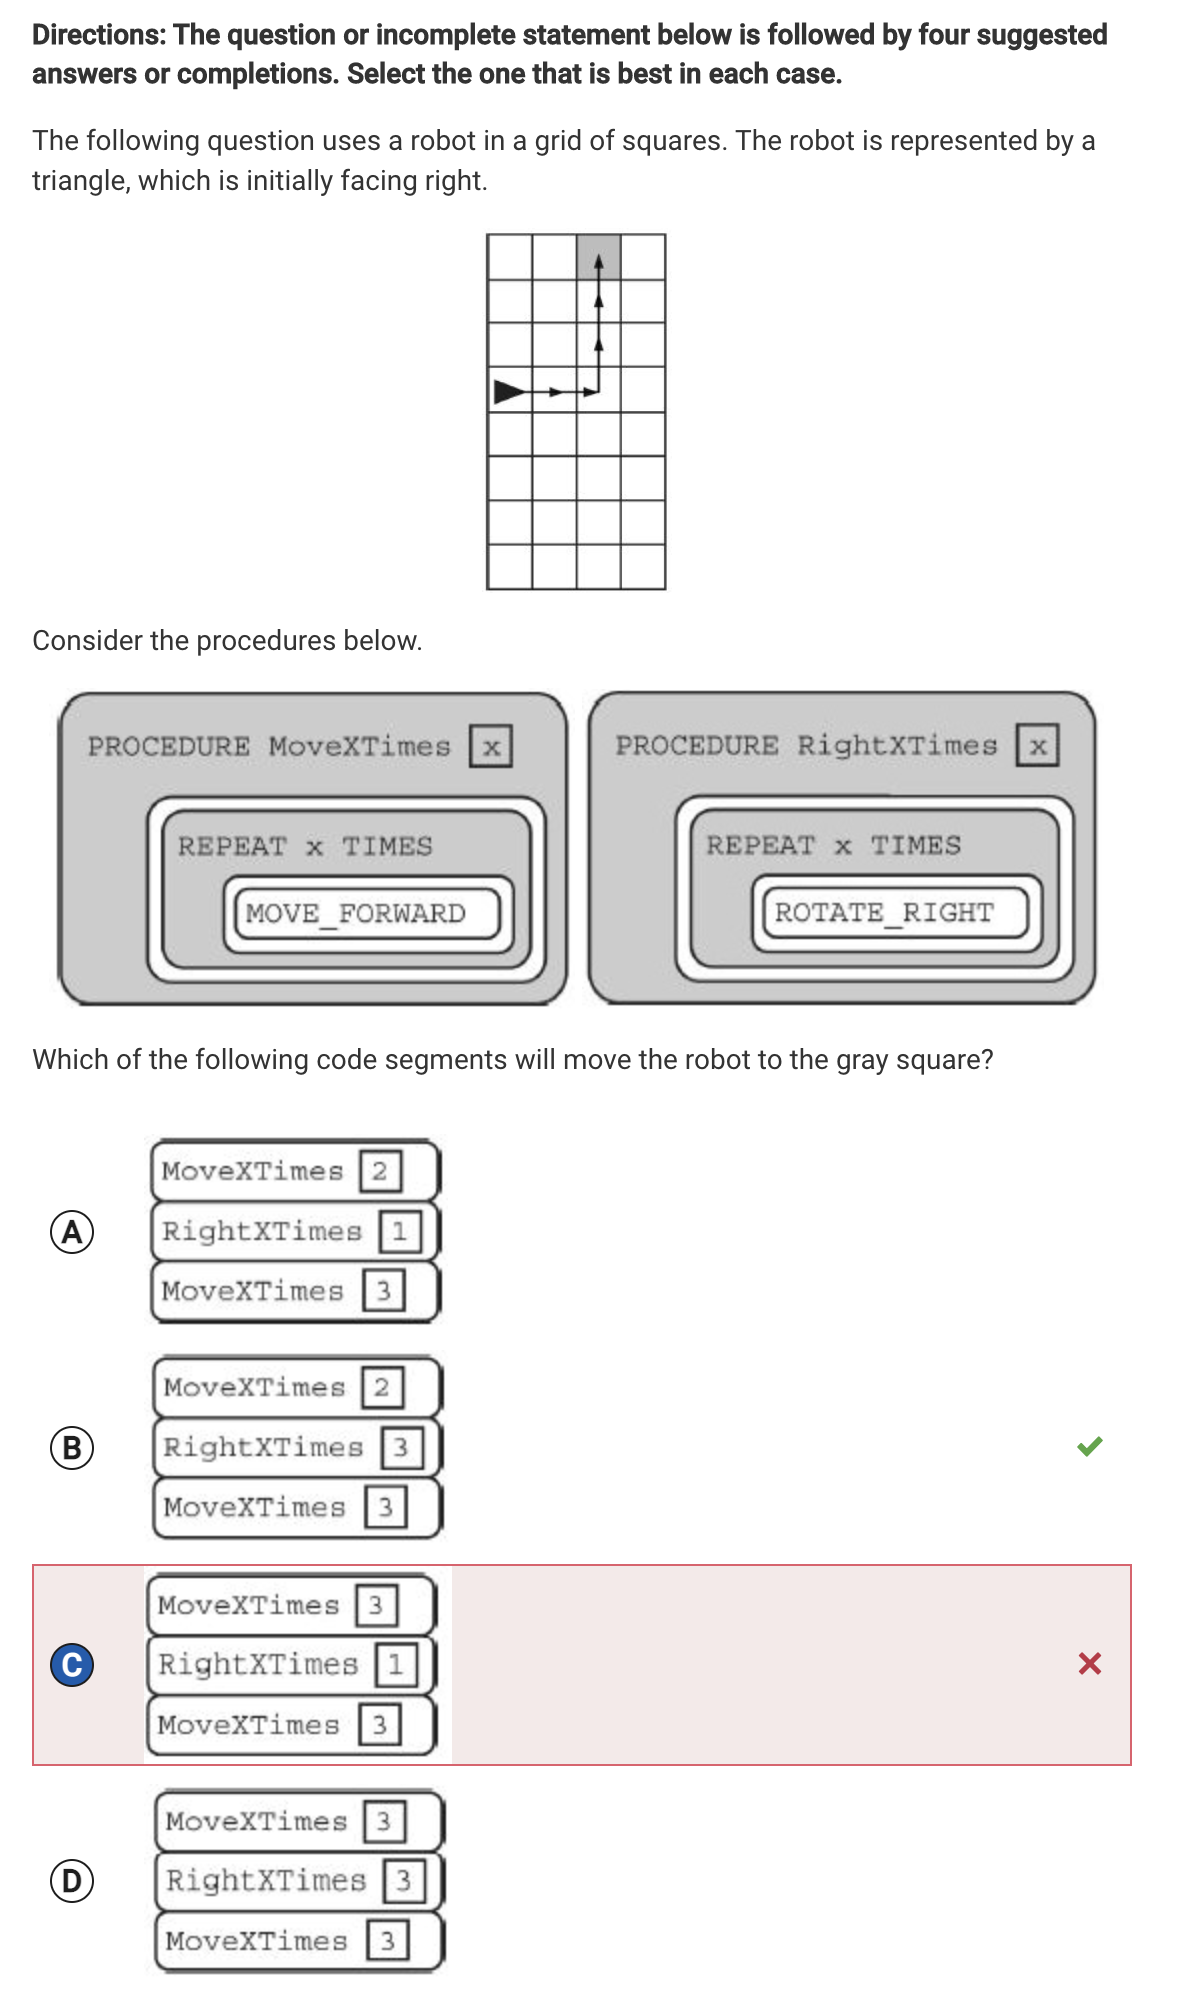 Directions: The question or incomplete statement below is followed by four suggested
answers or completions. Select the one that is best in each case.
The following question uses a robot in a grid of squares. The robot is represented by a
triangle, which is initially facing right.
Consider the procedures below.
PROCEDURE MoveXTimes x
REPEAT x TIMES
MOVE_FORWARD
PROCEDURE RightXTimes x
REPEAT x TIMES
ROTATE_RIGHT
Which of the following code segments will move the robot to the gray square?
A
MoveXTimes 2
RightXTimes 1
MoveXTimes 3
B
MoveXTimes 2
RightXTimes 3
MoveXTimes 3
C
MoveXTimes 3
RightXTimes 1
MoveXTimes 3
D
MoveXTimes 3
RightXTimes 3
MoveXTimes 3